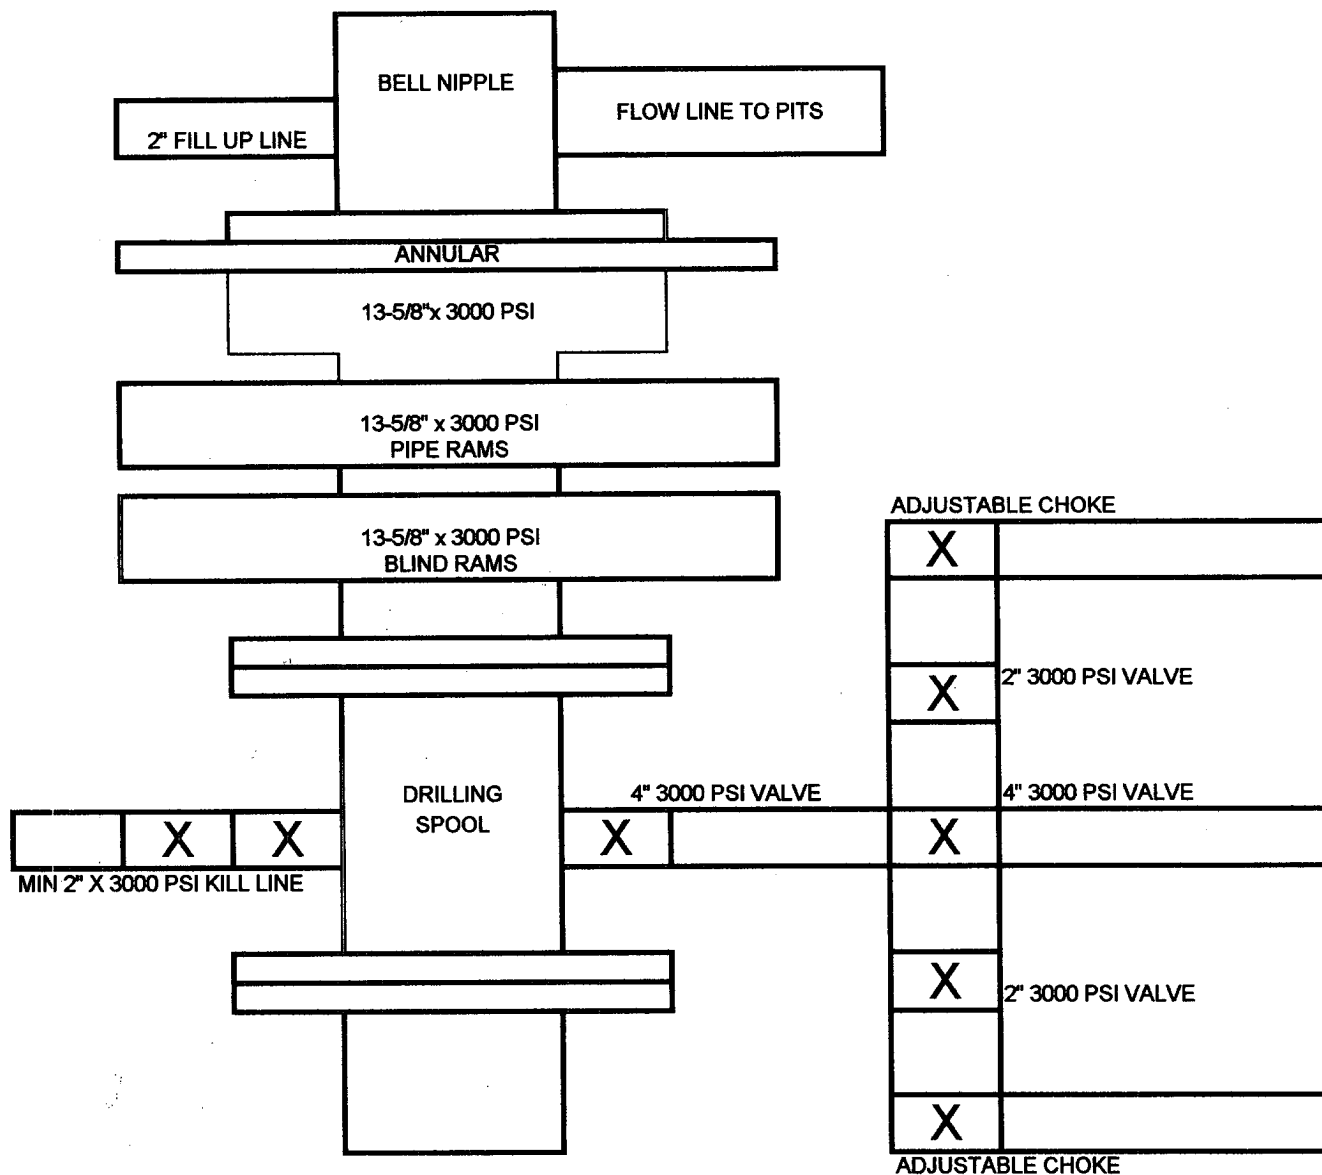 BELL NIPPLE
FLOW LINE TO PITS
2" FILL UP LINE
ANNULAR
13-5/8"x 3000 PSI
13-5/8" x 3000 PSI
PIPE RAMS
13-5/8" x 3000 PSI
BLIND RAMS
ADJUSTABLE CHOKE
X
2" 3000 PSI VALVE
X
DRILLING
SPOOL
4" 3000 PSI VALVE
4" 3000 PSI VALVE
X
X
X
X
MIN 2" X 3000 PSI KILL LINE
X
2" 3000 PSI VALVE
X
ADJUSTABLE CHOKE